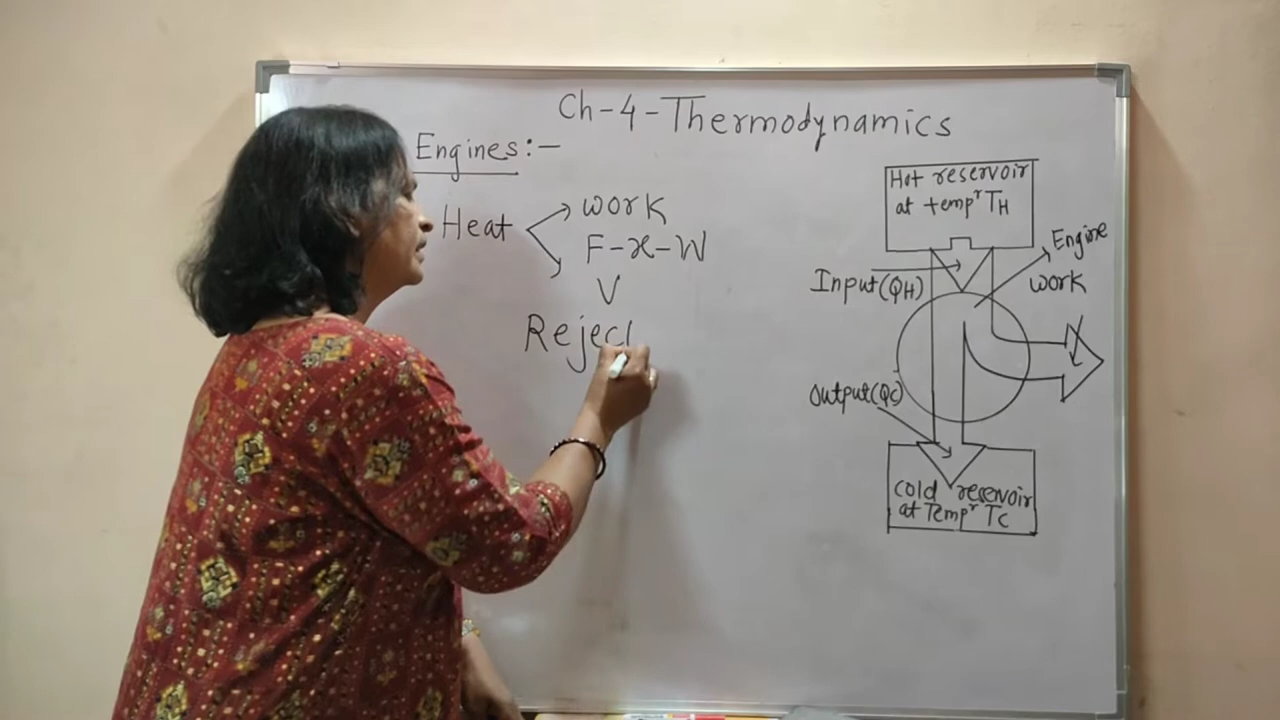 Ch-4-Thermodynamics
Engines:-
Heat
work
F-x-W
V
Reject
Hot reservoir
at tempr TH
Engine
work
Input(QH)
Output(QC)
Cold reservoir
at Tempr TC